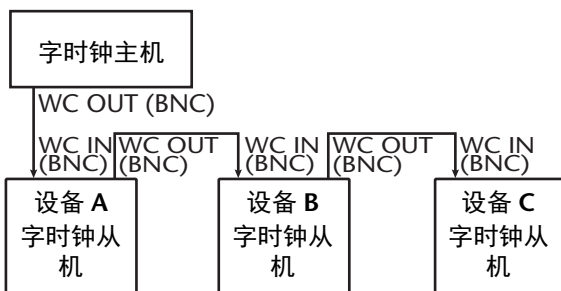 字时钟主机
WC OUT (BNC)
WC IN
(BNC)
WC OUT
(BNC)
WC IN
(BNC)
WC OUT
(BNC)
WC IN
(BNC)
设备 A
字时钟从
机
设备 B
字时钟从
机
设备 C
字时钟从
机